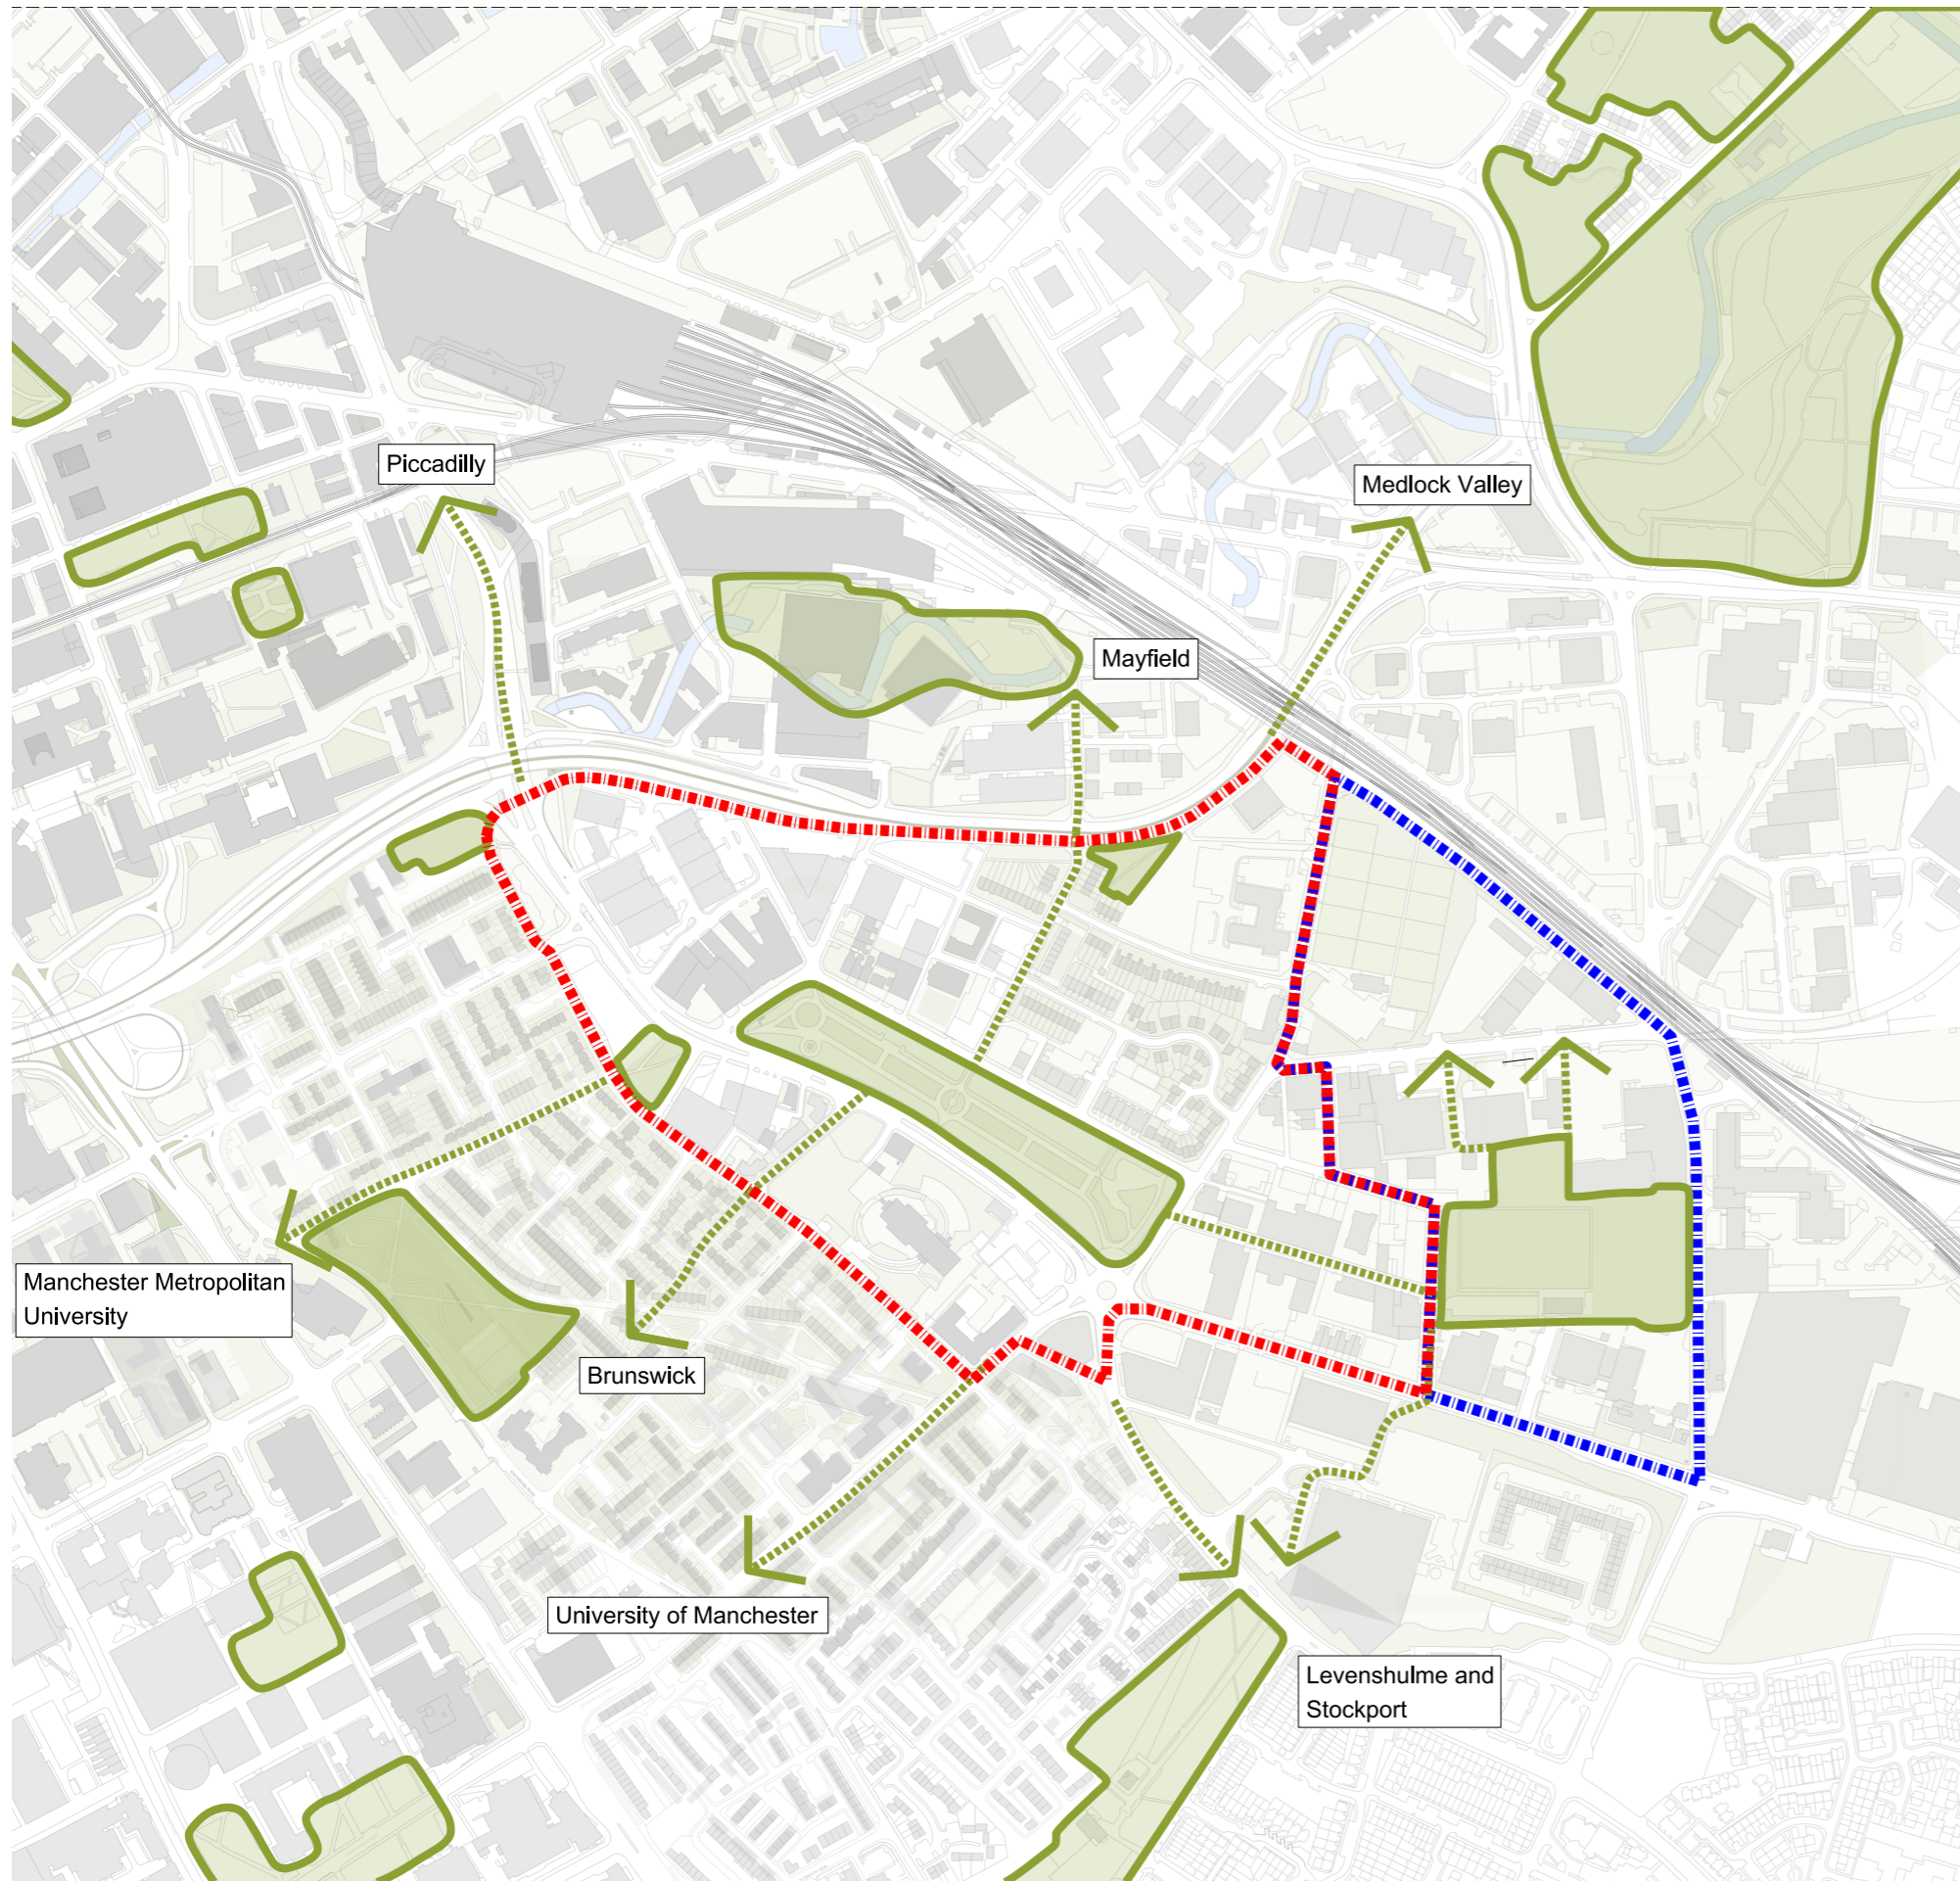 Piccadilly
Medlock Valley
Mayfield
Manchester Metropolitan
University
Brunswick
University of Manchester
Levenshulme and
Stockport